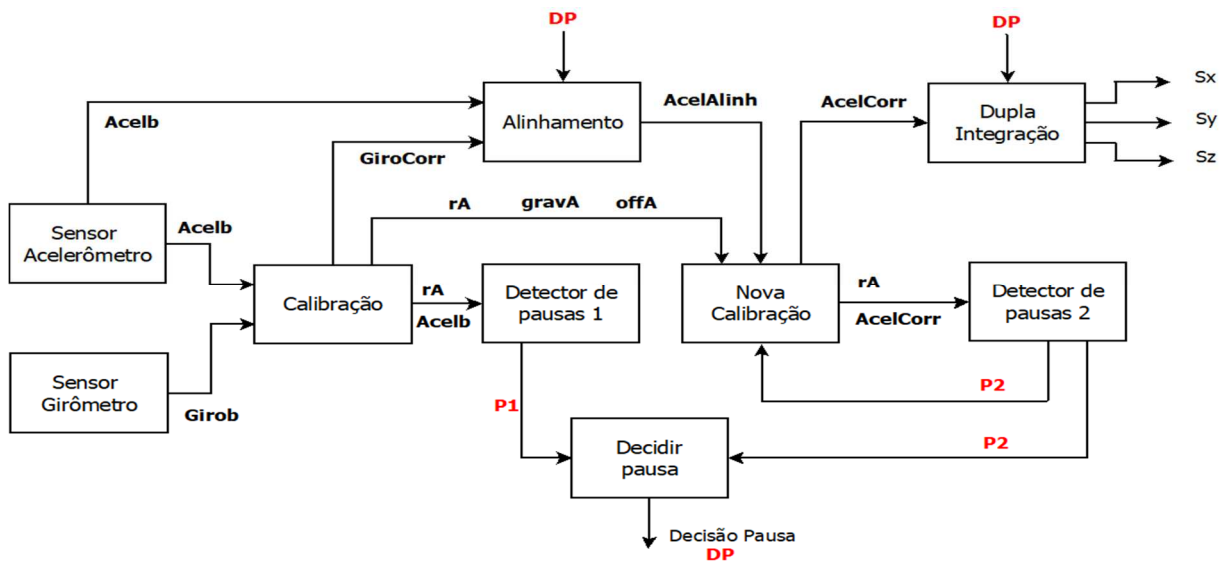 DP
DP
Acelb
Alinhamento
AcelAlinh
AcelCorr
Dupla
Integração
Sx
Sy
Sz
GiroCorr
rA gravA offA
Sensor
Acelerômetro
Acelb
Calibração
rA
Acelb
Detector de
pausas 1
Nova
Calibração
rA
AcelCorr
Detector de
pausas 2
Sensor
Girômetro
Girob
P1
P2
P2
Decidir
pausa
Decisão Pausa
DP